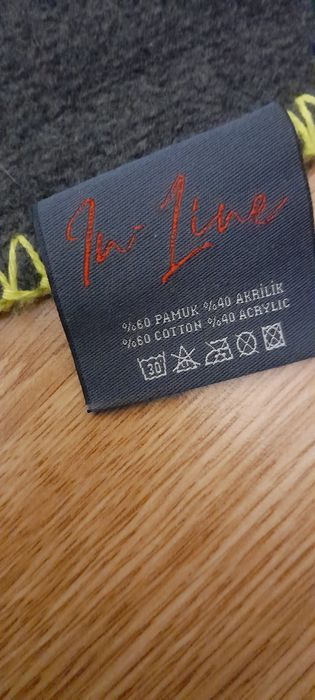 In Line
%60 PAMUK %40 AKRİLİK
%60 COTTON %40 ACRYLIC
30